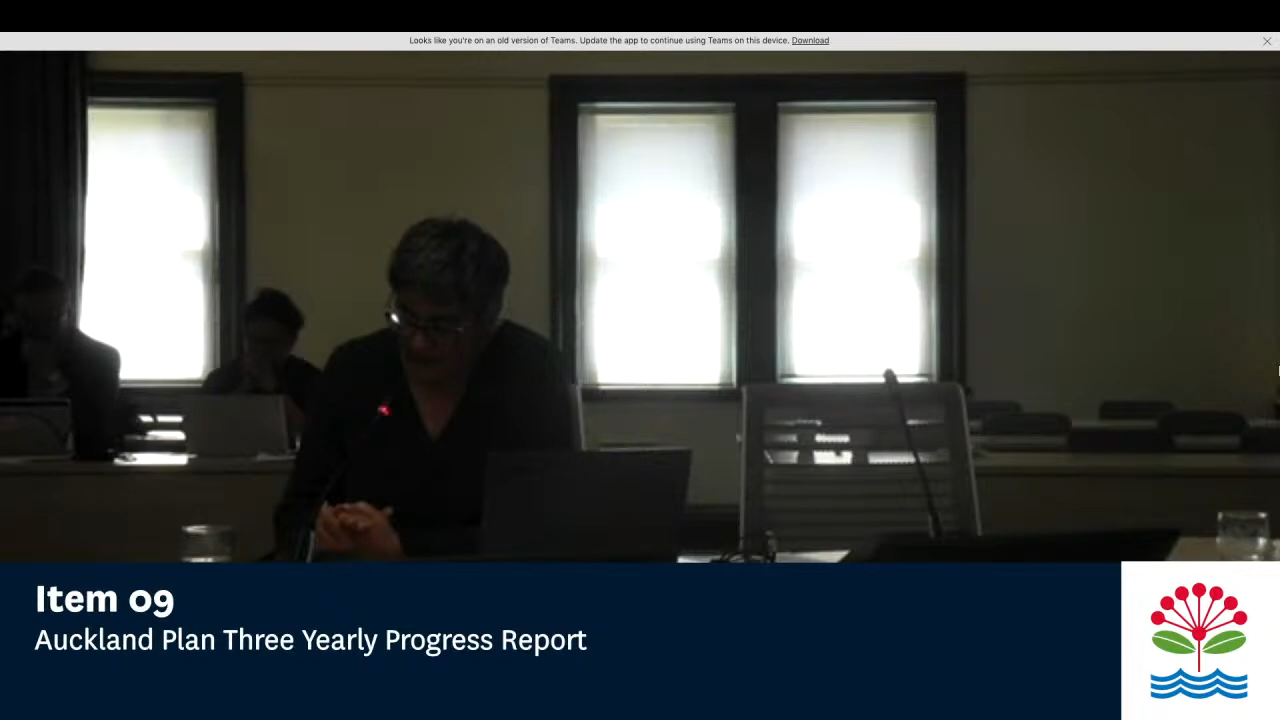 Looks like you're on an old version of Teams. Update the app to continue using Teams on this device. Download
Item 09
Auckland Plan Three Yearly Progress Report